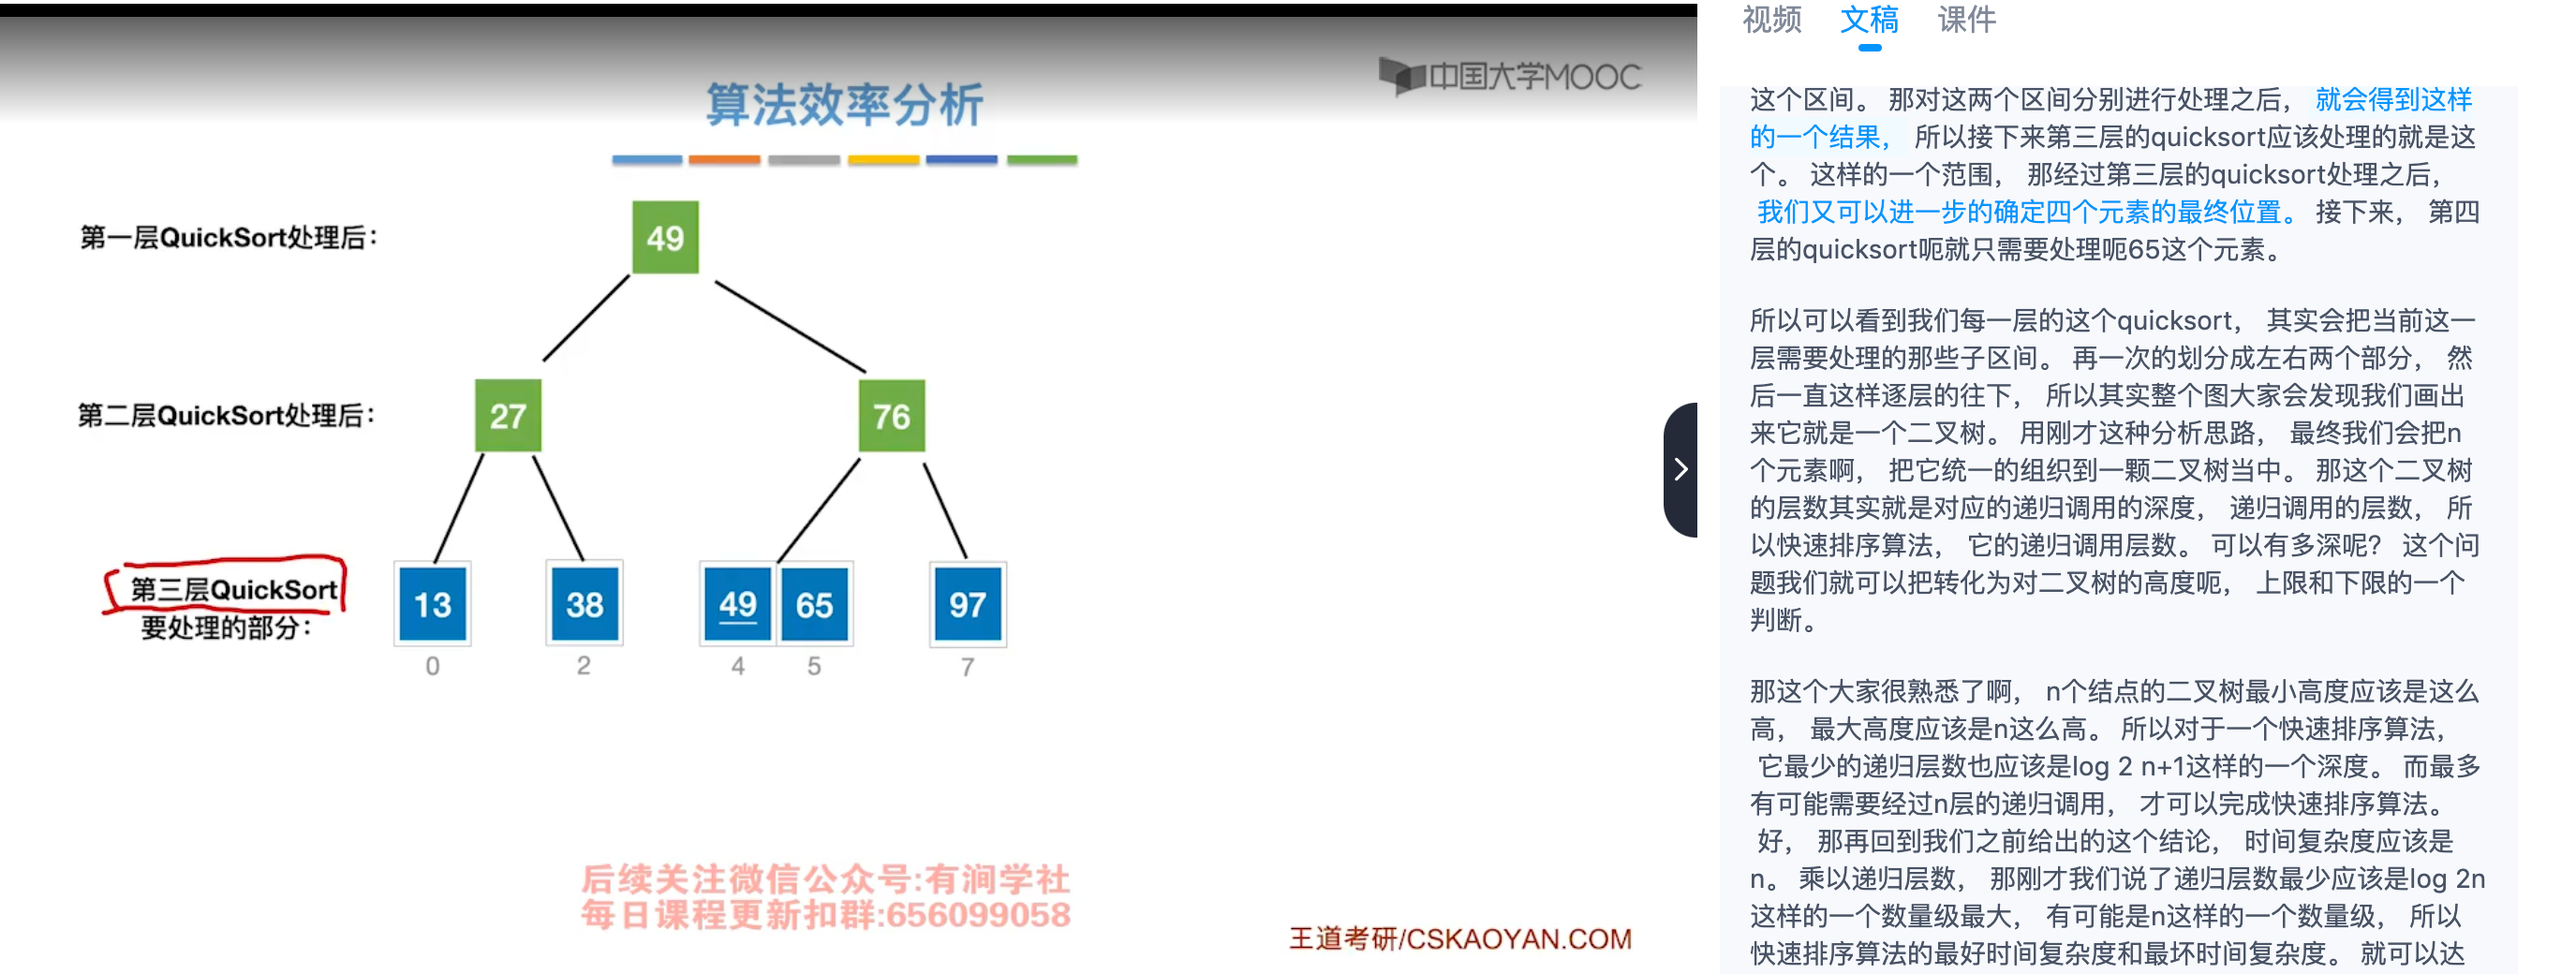 中国大学MOOC
算法效率分析
第一层QuickSort处理后：
49
第二层QuickSort处理后：
27
76
第三层QuickSort
要处理的部分：
13
38
49
65
97
0
2
4
5
7
后续关注微信公众号:有涧学社
每日课程更新扣群:656099058
王道考研/CSKAOYAN.COM
视频
文稿
课件
这个区间。 那对这两个区间分别进行处理之后， 就会得到这样
的一个结果， 所以接下来第三层的quicksort应该处理的就是这
个。 这样的一个范围， 那经过第三层的quicksort处理之后，
我们又可以进一步的确定四个元素的最终位置。 接下来， 第四
层的quicksort呃就只需要处理呃65这个元素。
所以可以看到我们每一层的这个quicksort， 其实会把当前这一
层需要处理的那些子区间。 再一次的划分成左右两个部分， 然
后一直这样逐层的往下， 所以其实整个图大家会发现我们画出
来它就是一个二叉树。 用刚才这种分析思路， 最终我们会把n
个元素啊， 把它统一的组织到一颗二叉树当中。 那这个二叉树
的层数其实就是对应的递归调用的深度， 递归调用的层数， 所
以快速排序算法， 它的递归调用层数。 可以有多深呢？ 这个问
题我们就可以把转化为对二叉树的高度呃， 上限和下限的一个
判断。
那这个大家很熟悉了啊， n个结点的二叉树最小高度应该是这么
高， 最大高度应该是n这么高。 所以对于一个快速排序算法，
它最少的递归层数也应该是log 2 n+1这样的一个深度。 而最多
有可能需要经过n层的递归调用， 才可以完成快速排序算法。
好， 那再回到我们之前给出的这个结论， 时间复杂度应该是
n。 乘以递归层数， 那刚才我们说了递归层数最少应该是log 2n
这样的一个数量级最大， 有可能是n这样的一个数量级， 所以
快速排序算法的最好时间复杂度和最坏时间复杂度。 就可以达